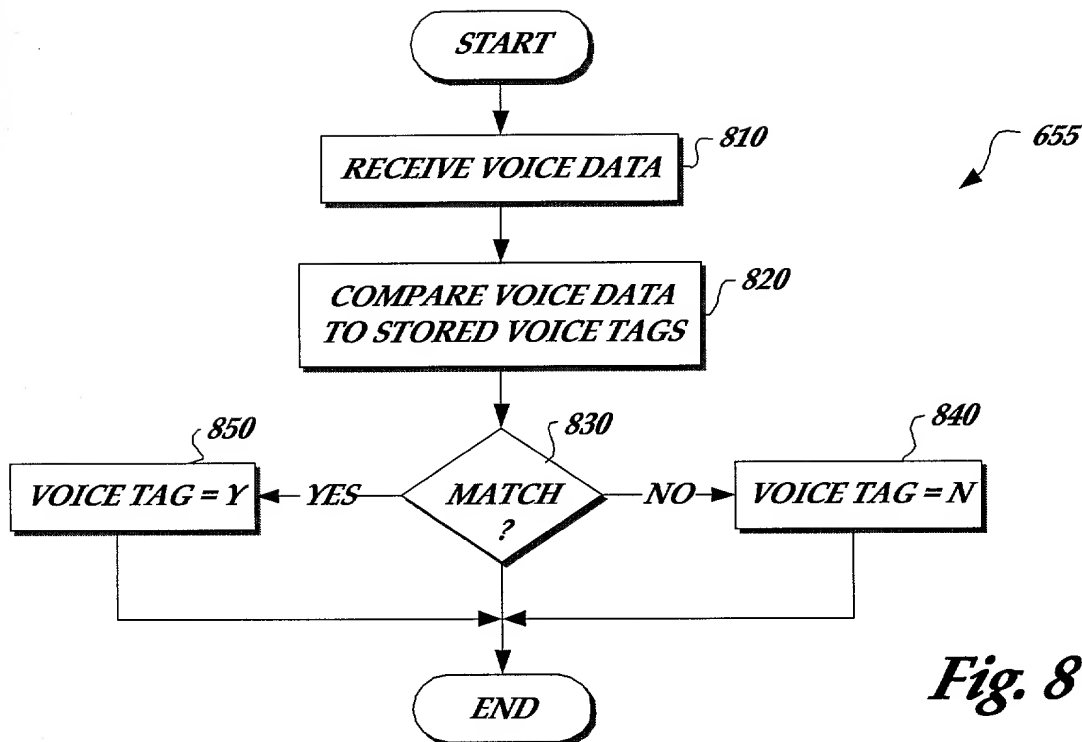 START
810
RECEIVE VOICE DATA
655
820
COMPARE VOICE DATA
TO STORED VOICE TAGS
830
850
840
VOICE TAG = Y
YES
MATCH
?
NO
VOICE TAG = N
END
Fig. 8